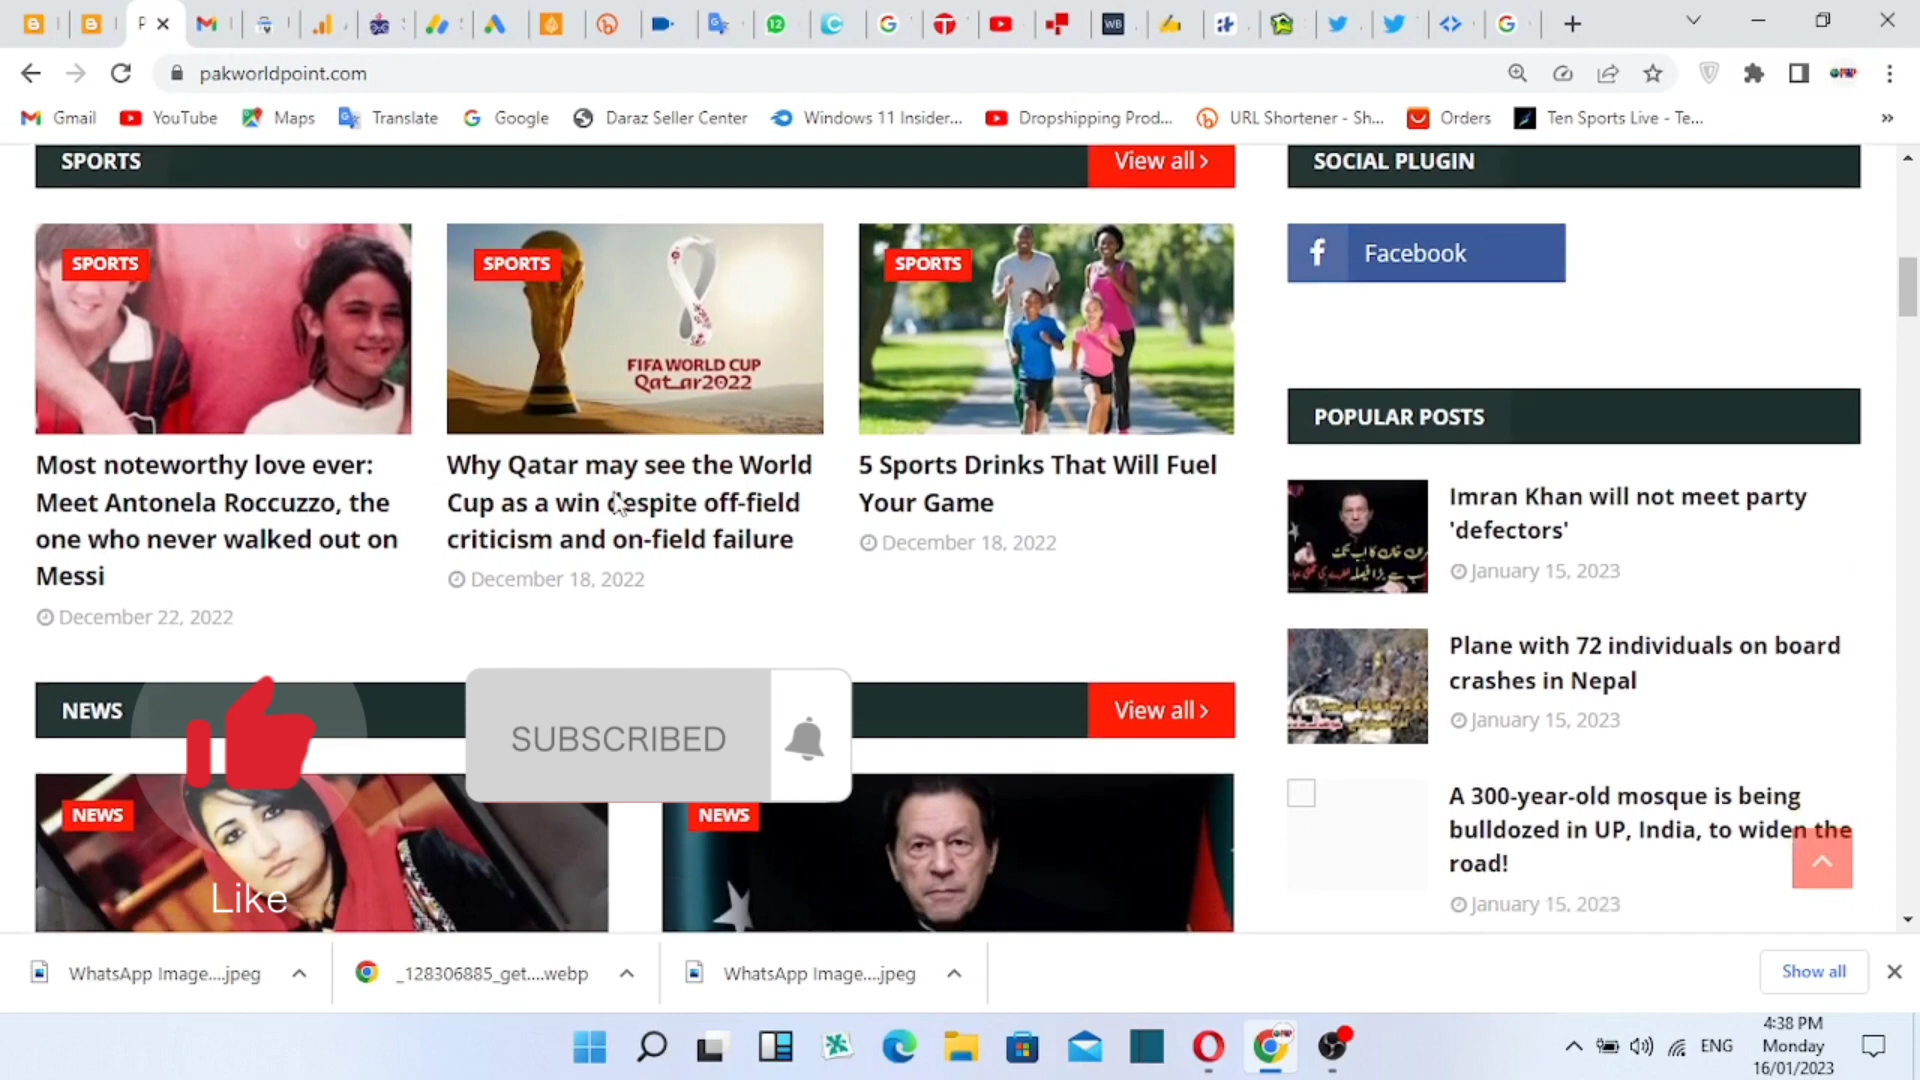 P
12
WB
pakworldpoint.com
Gmail
YouTube
Maps
Translate
Google
Daraz Seller Center
Windows 11 Insider...
Dropshipping Prod...
URL Shortener - Sh...
Orders
Ten Sports Live - Te...
»
SPORTS
View all ›
SOCIAL PLUGIN
SPORTS
SPORTS
FIFA WORLD CUP
Qatar2022
SPORTS
f Facebook
Most noteworthy love ever:
Meet Antonela Roccuzzo, the
one who never walked out on
Messi
December 22, 2022
Why Qatar may see the World
Cup as a win despite off-field
criticism and on-field failure
December 18, 2022
5 Sports Drinks That Will Fuel
Your Game
December 18, 2022
POPULAR POSTS
Imran Khan will not meet party
'defectors'
January 15, 2023
Plane with 72 individuals on board
crashes in Nepal
January 15, 2023
A 300-year-old mosque is being
bulldozed in UP, India, to widen the
road!
January 15, 2023
NEWS
View all ›
SUBSCRIBED
NEWS
NEWS
Like
WhatsApp Image....jpeg
_128306885_get....webp
WhatsApp Image....jpeg
Show all
ENG
4:38 PM
Monday
16/01/2023